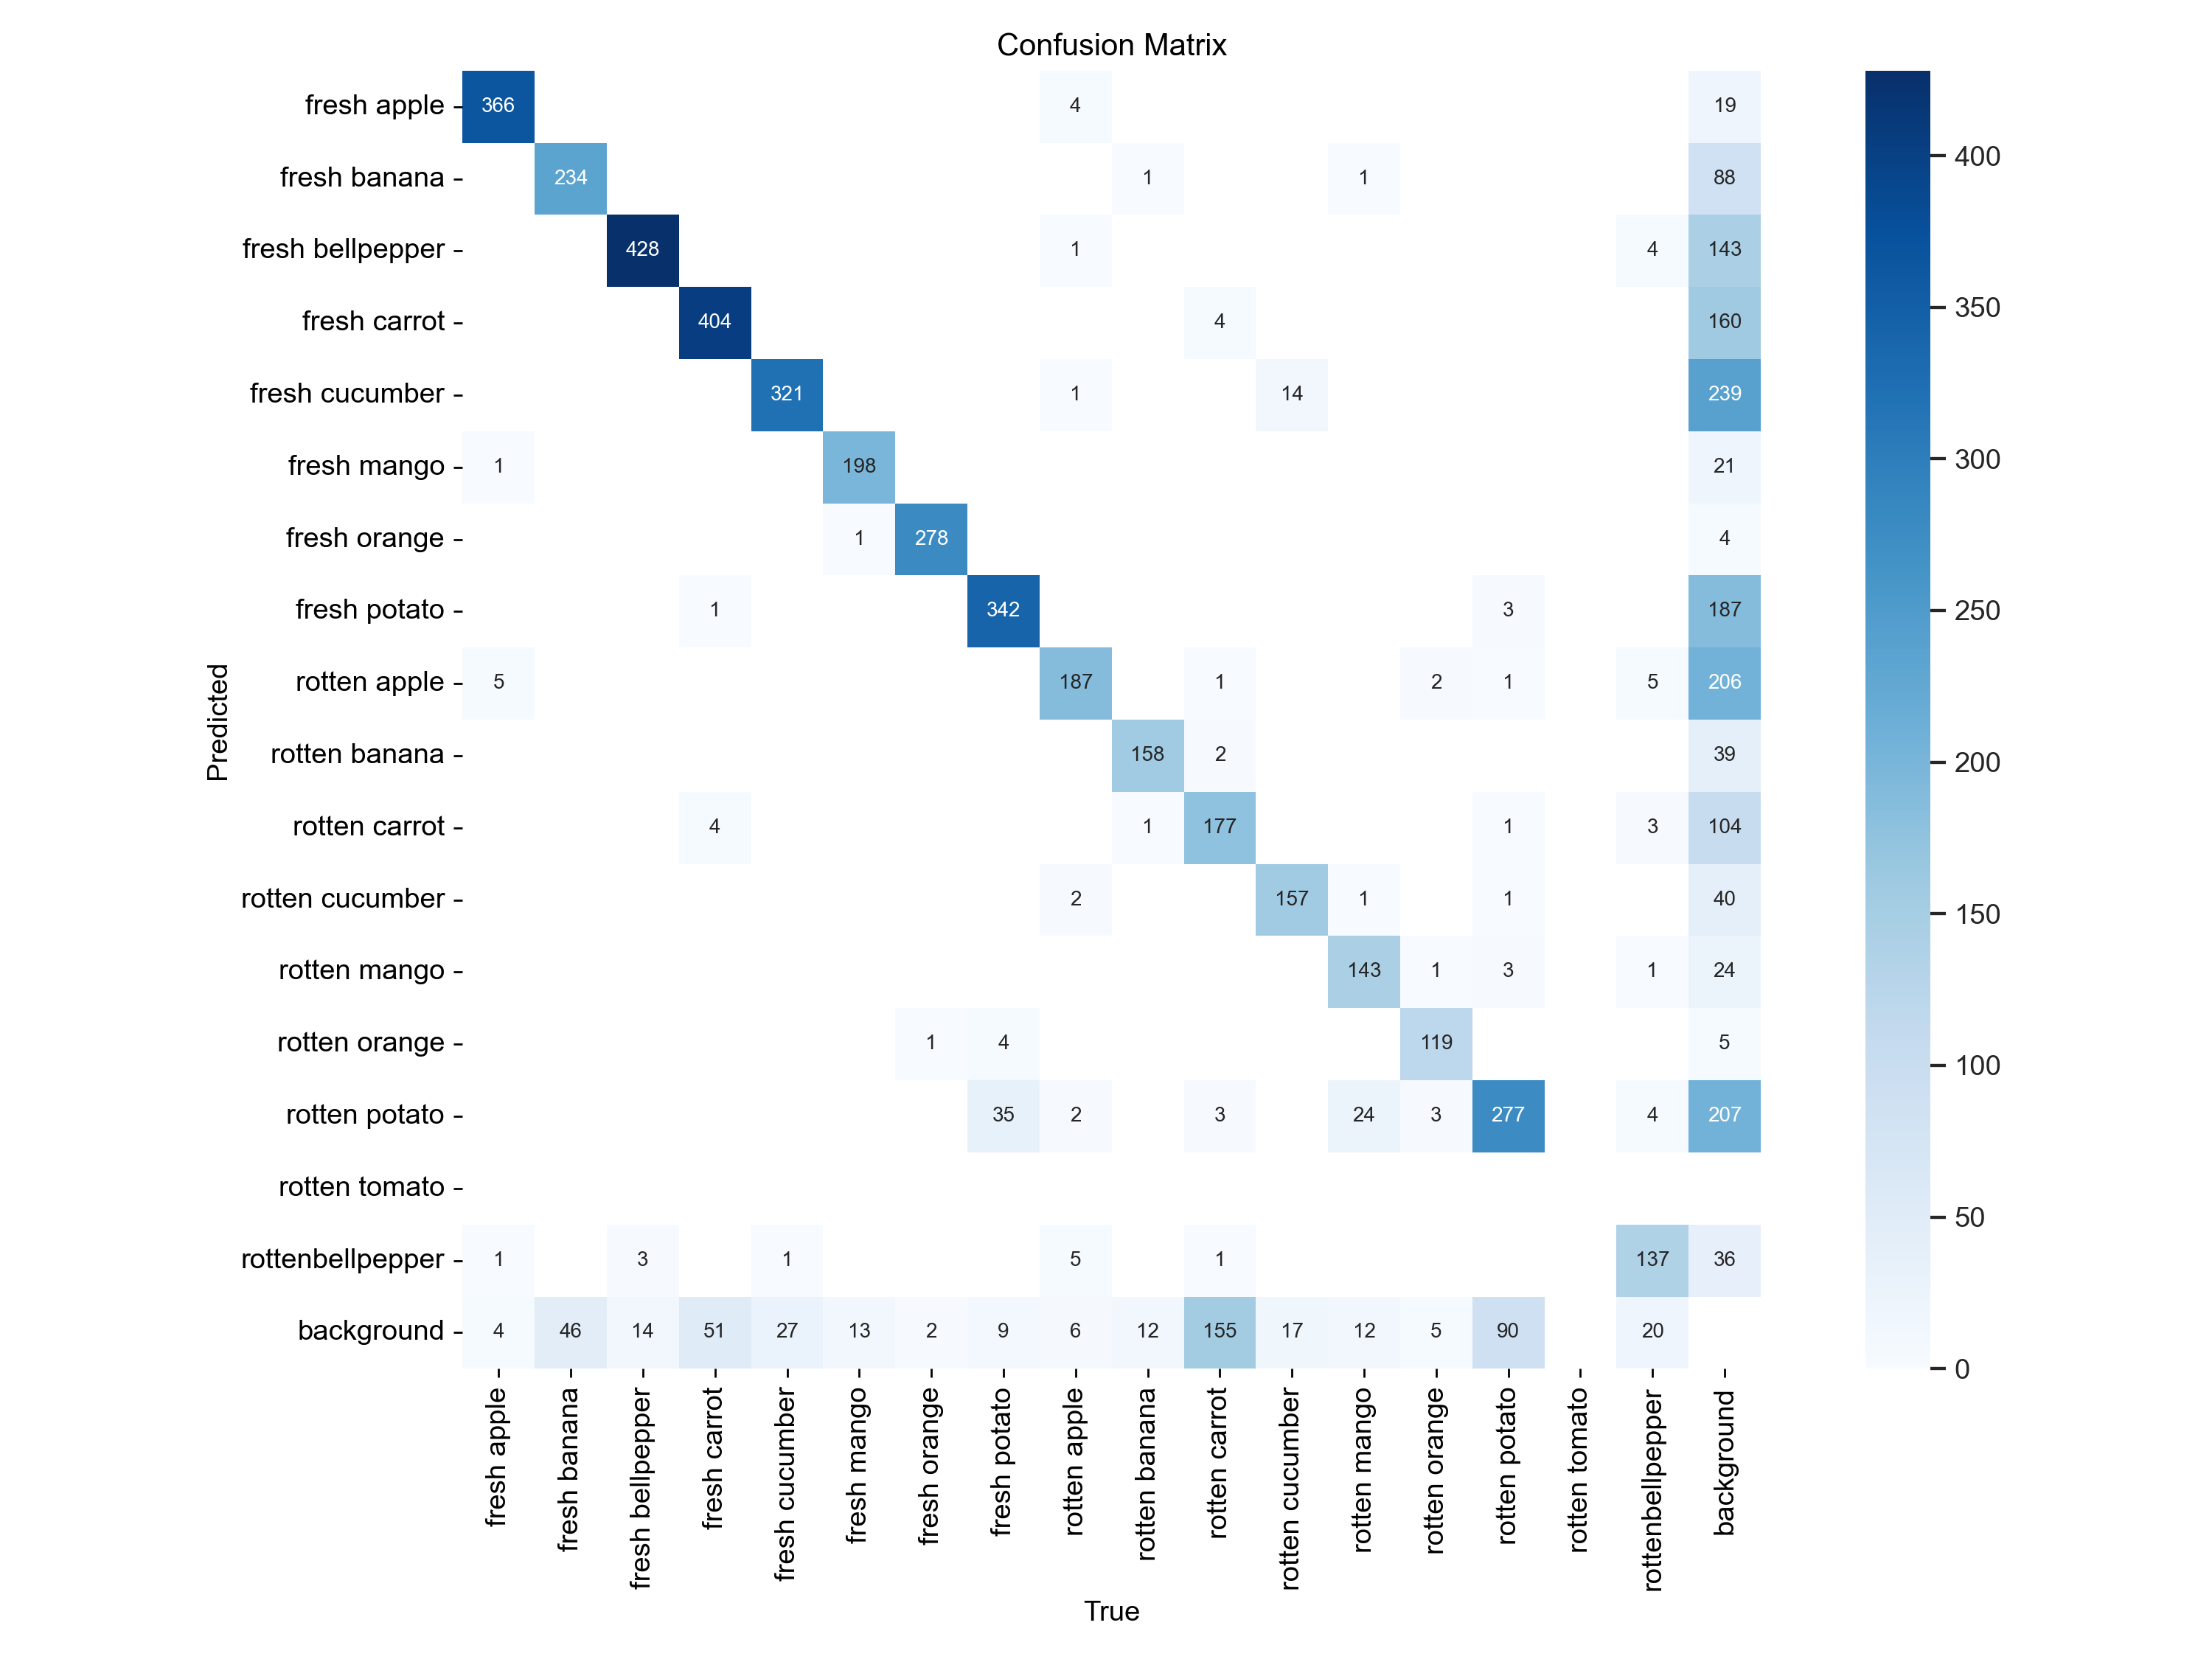 Confusion Matrix
fresh apple 366 4 19
fresh banana 234 1 1 88
fresh bellpepper 428 1 4 143
fresh carrot 404 4 160
fresh cucumber 321 1 14 239
fresh mango 1 198 21
fresh orange 1 278 4
fresh potato 1 342 3 187
rotten apple 5 187 1 2 1 5 206
rotten banana 158 2 39
rotten carrot 4 1 177 1 3 104
rotten cucumber 2 157 1 1 40
rotten mango 143 1 3 1 24
rotten orange 1 4 119 5
rotten potato 35 2 3 24 3 277 4 207
rotten tomato
rottenbellpepper 1 3 1 5 1 137 36
background 4 46 14 51 27 13 2 9 6 12 155 17 12 5 90 20
Predicted
fresh apple
fresh banana
fresh bellpepper
fresh carrot
fresh cucumber
fresh mango
fresh orange
fresh potato
rotten apple
rotten banana
rotten carrot
rotten cucumber
rotten mango
rotten orange
rotten potato
rotten tomato
rottenbellpepper
background
True
400
350
300
250
200
150
100
50
0